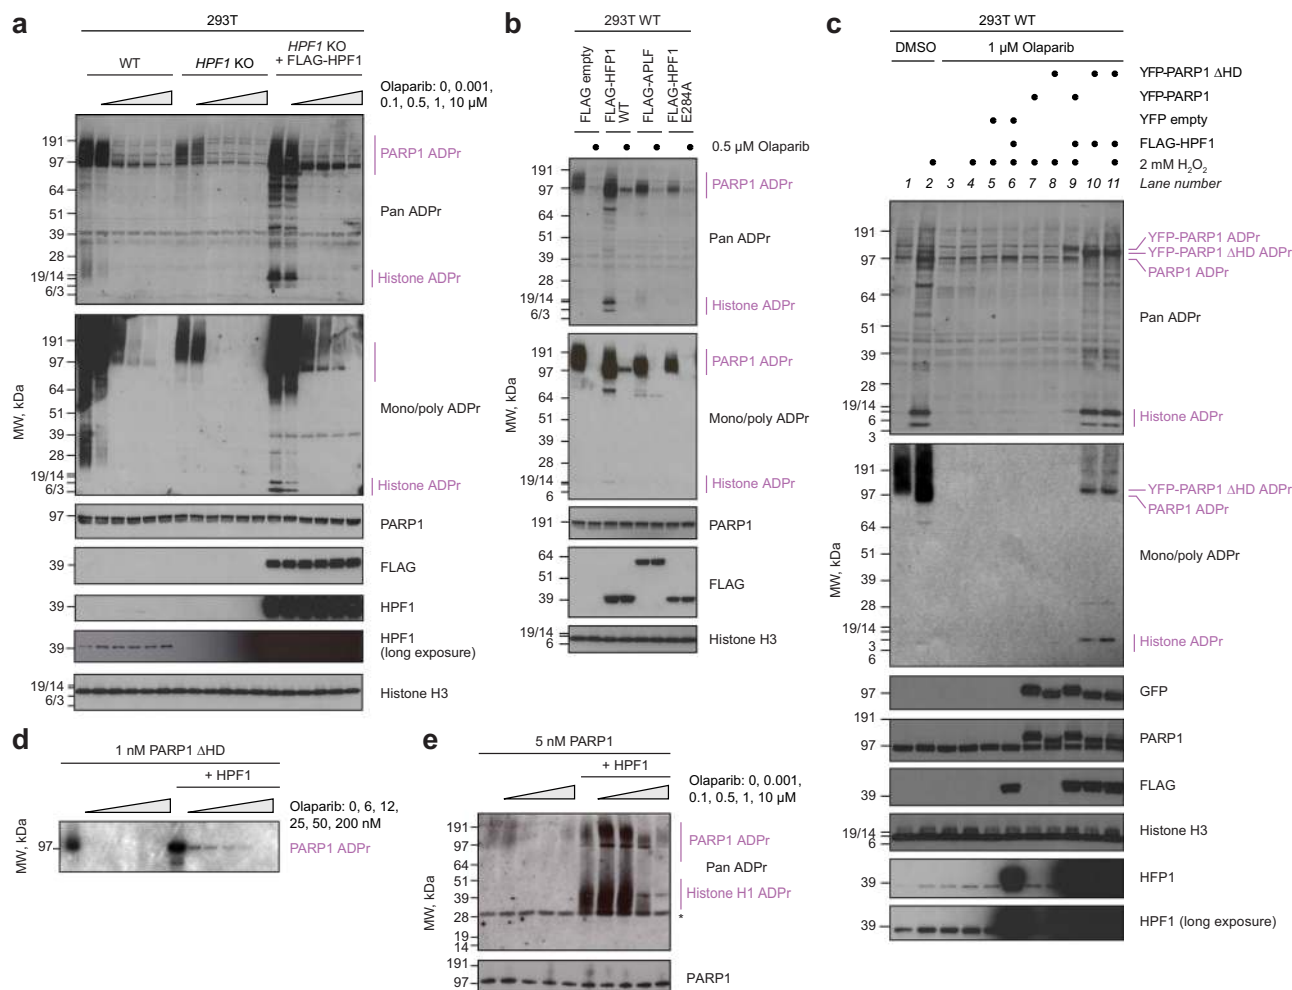 a
293T
WT
HPF1 KO
HPF1 KO
+ FLAG-HPF1
Olaparib: 0, 0.001,
0.1, 0.5, 1, 10 µM
191
97
64
51
39
28
19/14
6/3
PARP1 ADPr
Pan ADPr
Histone ADPr
MW, kDa
191
97
64
51
39
28
19/14
6/3
Mono/poly ADPr
Histone ADPr
97
PARP1
39
FLAG
39
HPF1
39
HPF1
(long exposure)
19/14
6/3
Histone H3
b
293T WT
FLAG empty
FLAG-HFP1
WT
FLAG-APLF
FLAG-HPF1
E284A
0.5 µM Olaparib
191
97
64
51
39
28
19/14
6/3
PARP1 ADPr
Pan ADPr
Histone ADPr
MW, kDa
191
97
64
51
39
28
19/14
6
PARP1 ADPr
Mono/poly ADPr
Histone ADPr
191
PARP1
64
51
39
FLAG
19/14
6
Histone H3
c
293T WT
DMSO
1 µM Olaparib
YFP-PARP1 ΔHD
YFP-PARP1
YFP empty
FLAG-HPF1
2 mM H₂O₂
1 2 3 4 5 6 7 8 9 10 11
Lane number
191
97
64
51
39
28
19/14
6
3
YFP-PARP1 ADPr
YFP-PARP1 ΔHD ADPr
PARP1 ADPr
Pan ADPr
Histone ADPr
MW, kDa
191
97
64
51
39
28
19/14
3
6
YFP-PARP1 ΔHD ADPr
PARP1 ADPr
Mono/poly ADPr
Histone ADPr
97
GFP
191
97
PARP1
39
FLAG
19/14
6
Histone H3
39
HFP1
39
HPF1 (long exposure)
d
1 nM PARP1 ΔHD
+ HPF1
Olaparib: 0, 6, 12,
25, 50, 200 nM
MW, kDa
97
PARP1 ADPr
e
5 nM PARP1
+ HPF1
Olaparib: 0, 0.001,
0.1, 0.5, 1, 10 µM
MW, kDa
191
97
64
51
39
28
19
14
PARP1 ADPr
Pan ADPr
Histone H1 ADPr
*
191
97
PARP1